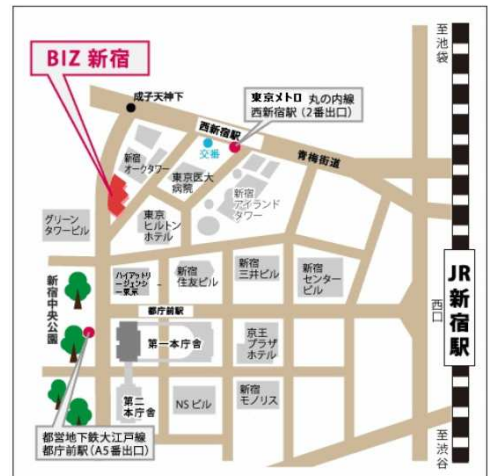 至池袋
BIZ 新宿
成子天神下
東京メトロ 丸の内線
西新宿駅(2番出口)
西新宿駅
交番
青梅街道
新宿
オークタワー
東京医大
病院
新宿
アイランド
タワー
グリーン
タワービル
東京
ヒルトン
ホテル
新宿中央公園
ハイアットリ
ージェンシ
ー東京
新宿
住友ビル
新宿
三井ビル
新宿
センター
ビル
JR新宿駅
西口
都庁前駅
第一本庁舎
京王
プラザ
ホテル
第二
本庁舎
NSビル
新宿
モノリス
都営地下鉄大江戸線
都庁前駅(A5番出口)
至渋谷